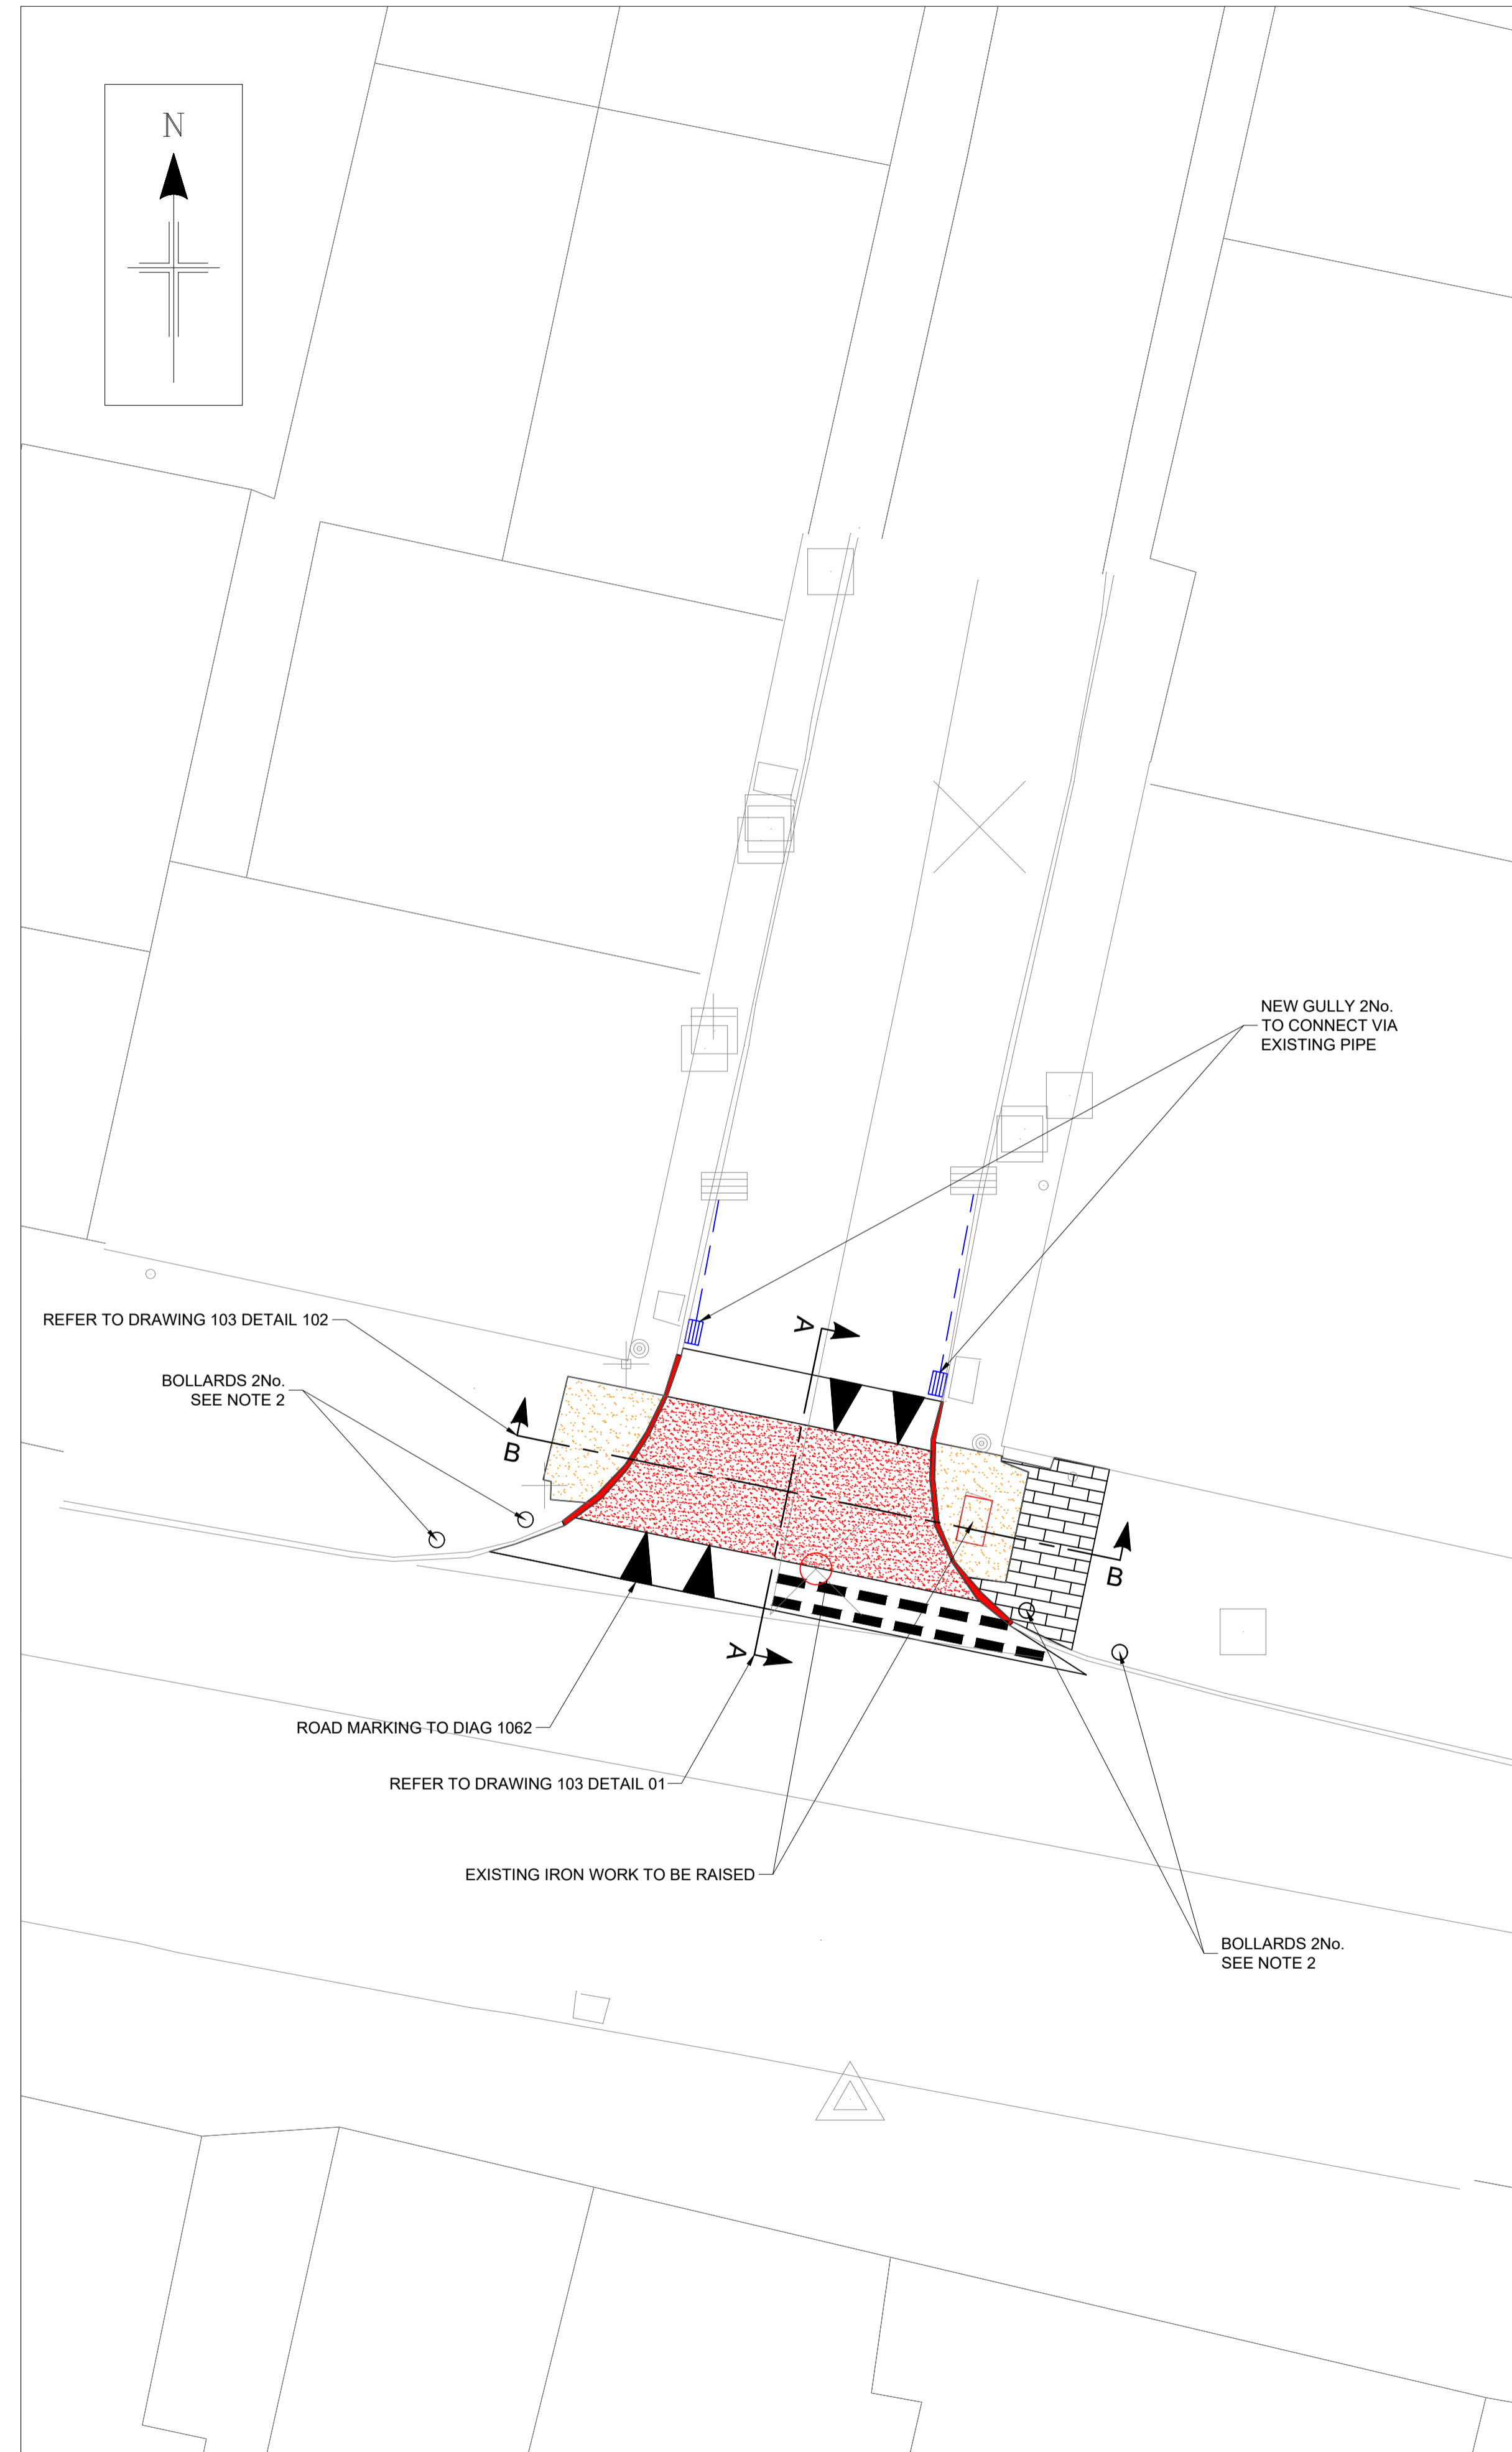 N
NEW GULLY 2No.
TO CONNECT VIA
EXISTING PIPE
REFER TO DRAWING 103 DETAIL 102
A
BOLLARDS 2No.
SEE NOTE 2
B
B
A
ROAD MARKING TO DIAG 1062
REFER TO DRAWING 103 DETAIL 01
EXISTING IRON WORK TO BE RAISED
BOLLARDS 2No.
SEE NOTE 2